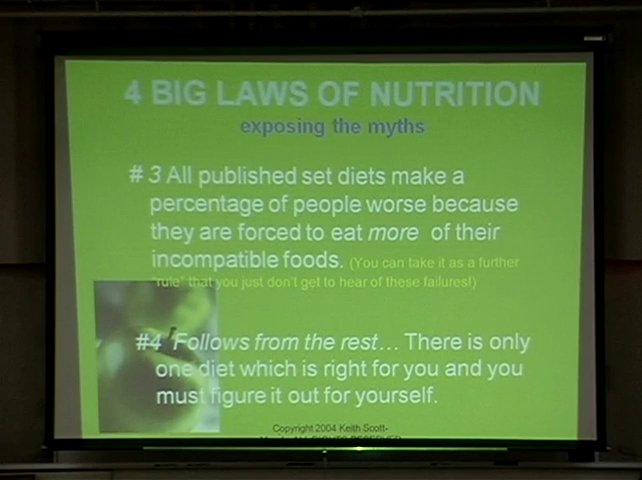 4 BIG LAWS OF NUTRITION
exposing the myths
# 3 All published set diets make a
percentage of people worse because
they are forced to eat more of their
incompatible foods. (You can take it as a further
"rule" that you just don't get to hear of these failures!)
#4 Follows from the rest... There is only
one diet which is right for you and you
must figure it out for yourself.
Copyright 2004 Keith Scott-
ALL RIGHTS RESERVED